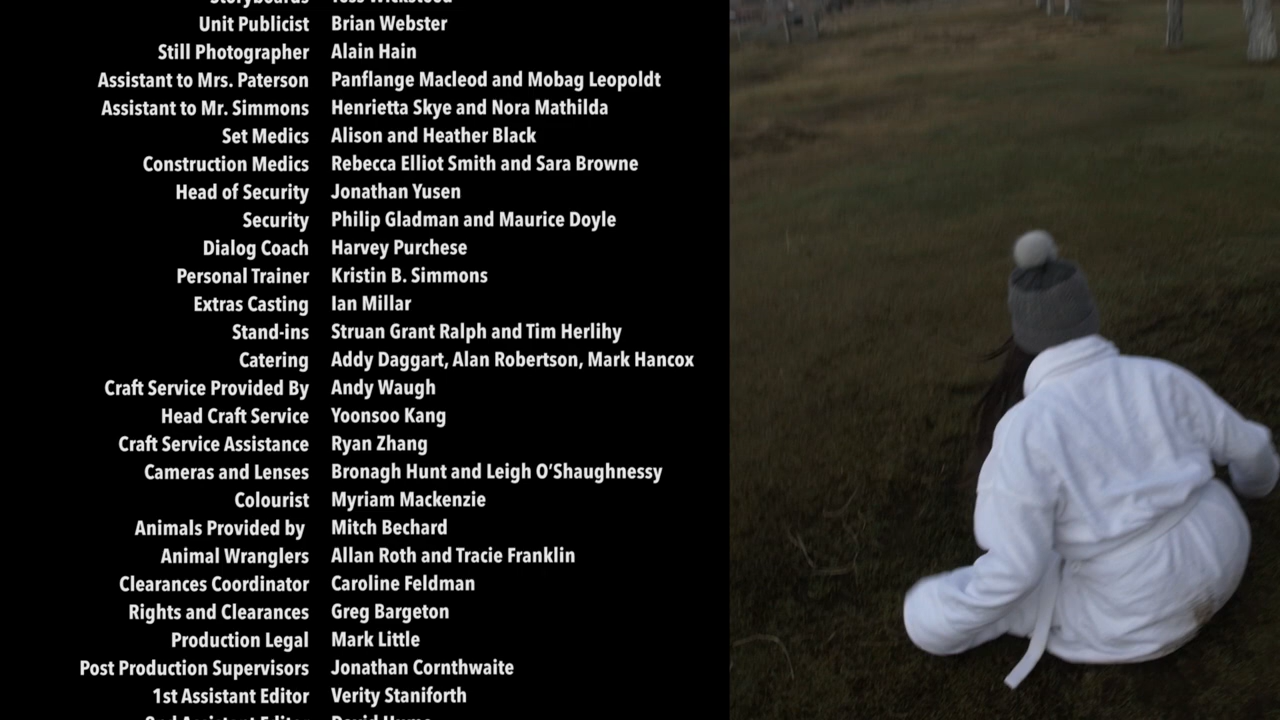 Unit Publicist Brian Webster
Still Photographer Alain Hain
Assistant to Mrs. Paterson Panflange Macleod and Mobag Leopoldt
Assistant to Mr. Simmons Henrietta Skye and Nora Mathilda
Set Medics Alison and Heather Black
Construction Medics Rebecca Elliot Smith and Sara Browne
Head of Security Jonathan Yusen
Security Philip Gladman and Maurice Doyle
Dialog Coach Harvey Purchese
Personal Trainer Kristin B. Simmons
Extras Casting Ian Millar
Stand-ins Struan Grant Ralph and Tim Herlihy
Catering Addy Daggart, Alan Robertson, Mark Hancox
Craft Service Provided By Andy Waugh
Head Craft Service Yoonsoo Kang
Craft Service Assistance Ryan Zhang
Cameras and Lenses Bronagh Hunt and Leigh O'Shaughnessy
Colourist Myriam Mackenzie
Animals Provided by Mitch Bechard
Animal Wranglers Allan Roth and Tracie Franklin
Clearances Coordinator Caroline Feldman
Rights and Clearances Greg Bargeton
Production Legal Mark Little
Post Production Supervisors Jonathan Cornthwaite
1st Assistant Editor Verity Staniforth